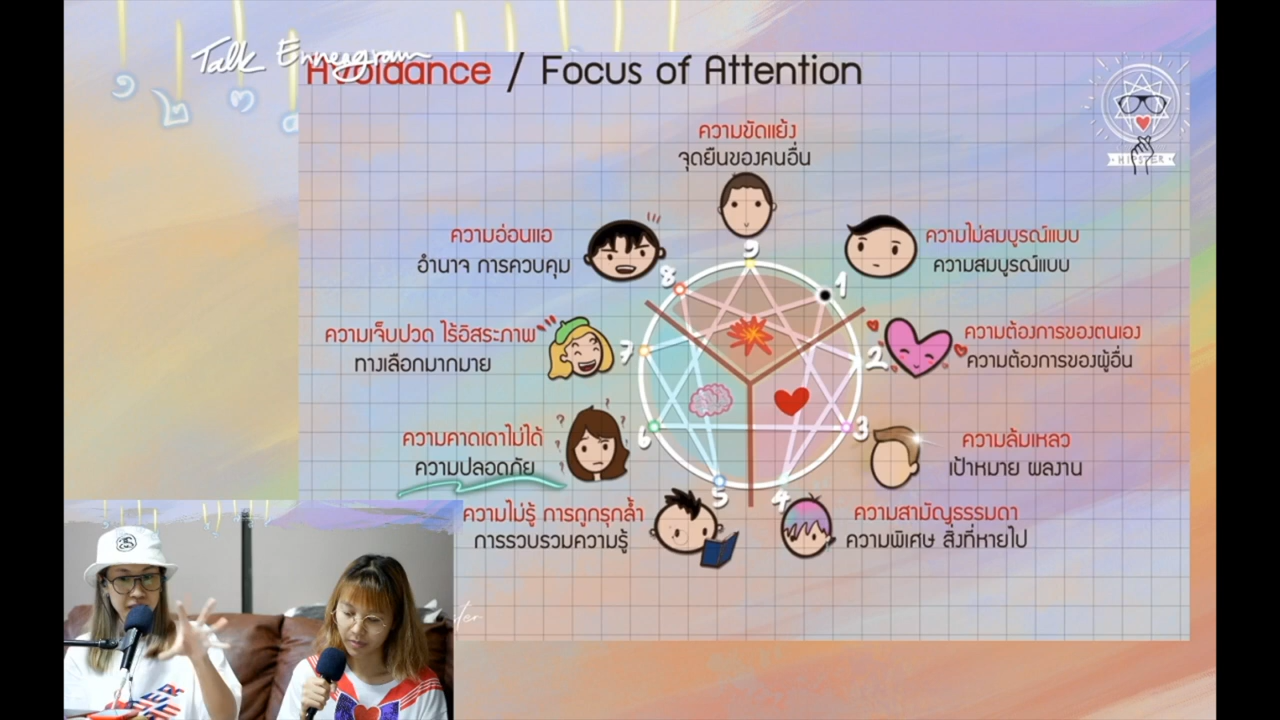 Talk Enneagram
๑ ๒ ๓
Avoidance / Focus of Attention
HIPSTER
ความขัดแย้ง
จุดยืนของคนอื่น
ความอ่อนแอ
อำนาจ การควบคุม
ความไม่สมบูรณ์แบบ
ความสมบูรณ์แบบ
ความเจ็บปวด ไร้อิสระภาพ
ทางเลือกมากมาย
ความต้องการของตนเอง
ความต้องการของผู้อื่น
ความคาดเดาไม่ได้
ความปลอดภัย
ความล้มเหลว
เป้าหมาย ผลงาน
ความไม่รู้ การถูกรุกล้ำ
การรวบรวมความรู้
ความสามัญธรรมดา
ความพิเศษ สิ่งที่หายไป
9
8
1
7
2
6
3
5
4